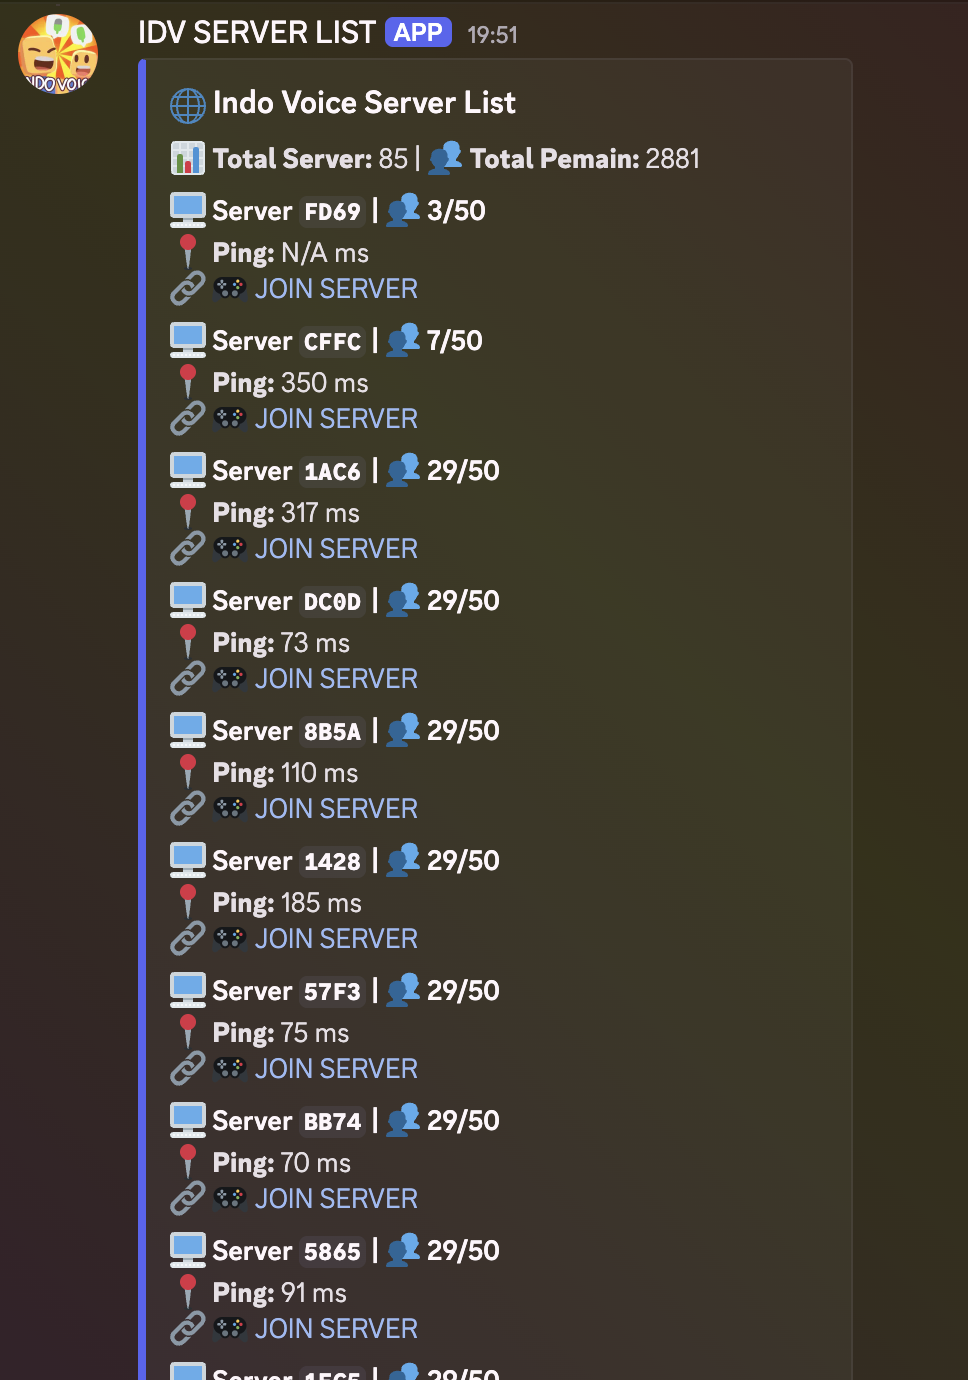 IDV SERVER LIST APP 19:51
INDO VOICE
Indo Voice Server List
Total Server: 85 | Total Pemain: 2881
Server FD69 | 3/50
Ping: N/A ms
JOIN SERVER
Server CFFC | 7/50
Ping: 350 ms
JOIN SERVER
Server 1AC6 | 29/50
Ping: 317 ms
JOIN SERVER
Server DC0D | 29/50
Ping: 73 ms
JOIN SERVER
Server 8B5A | 29/50
Ping: 110 ms
JOIN SERVER
Server 1428 | 29/50
Ping: 185 ms
JOIN SERVER
Server 57F3 | 29/50
Ping: 75 ms
JOIN SERVER
Server BB74 | 29/50
Ping: 70 ms
JOIN SERVER
Server 5865 | 29/50
Ping: 91 ms
JOIN SERVER
Server | 29/50